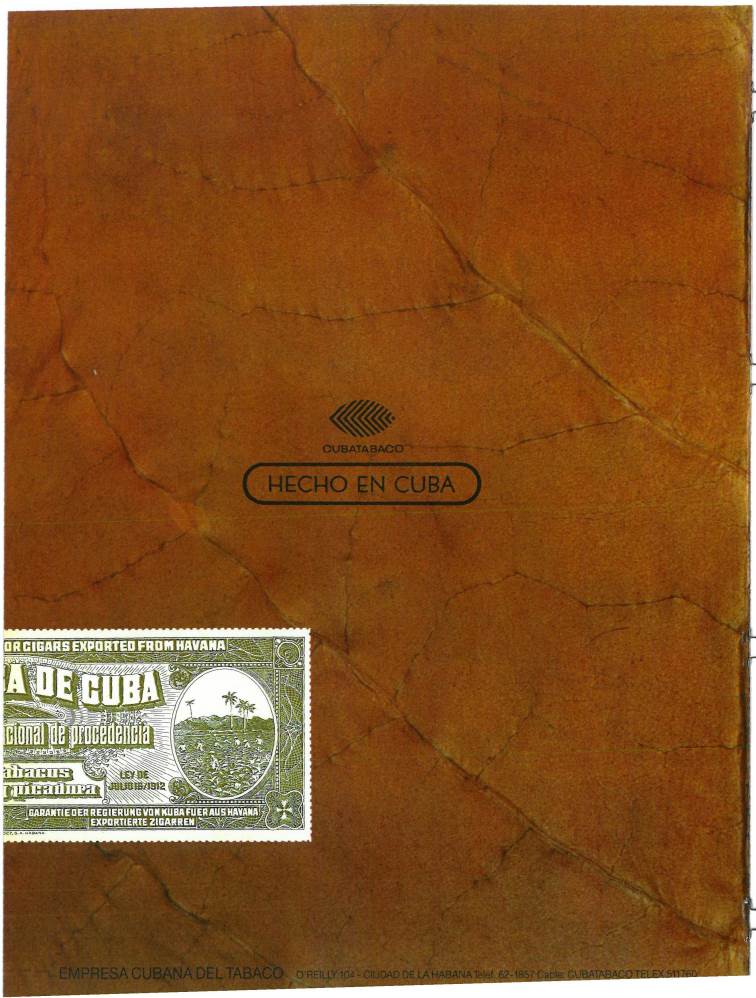 CUBATABACO
HECHO EN CUBA
OR CIGARS EXPORTED FROM HAVANA
A DE CUBA
cional de procedencia
abacus
picadura
LEY DE
JULIO 16/1912
GARANTIE DER REGIERUNG VON KUBA FUER AUS HAVANA
EXPORTIERTE ZIGARREN
S. A. HABANA
EMPRESA CUBANA DEL TABACO O'REILLY 104 - CIUDAD DE LA HABANA Teléf. 62-1857 Cable: CUBATABACO TELEX 511760